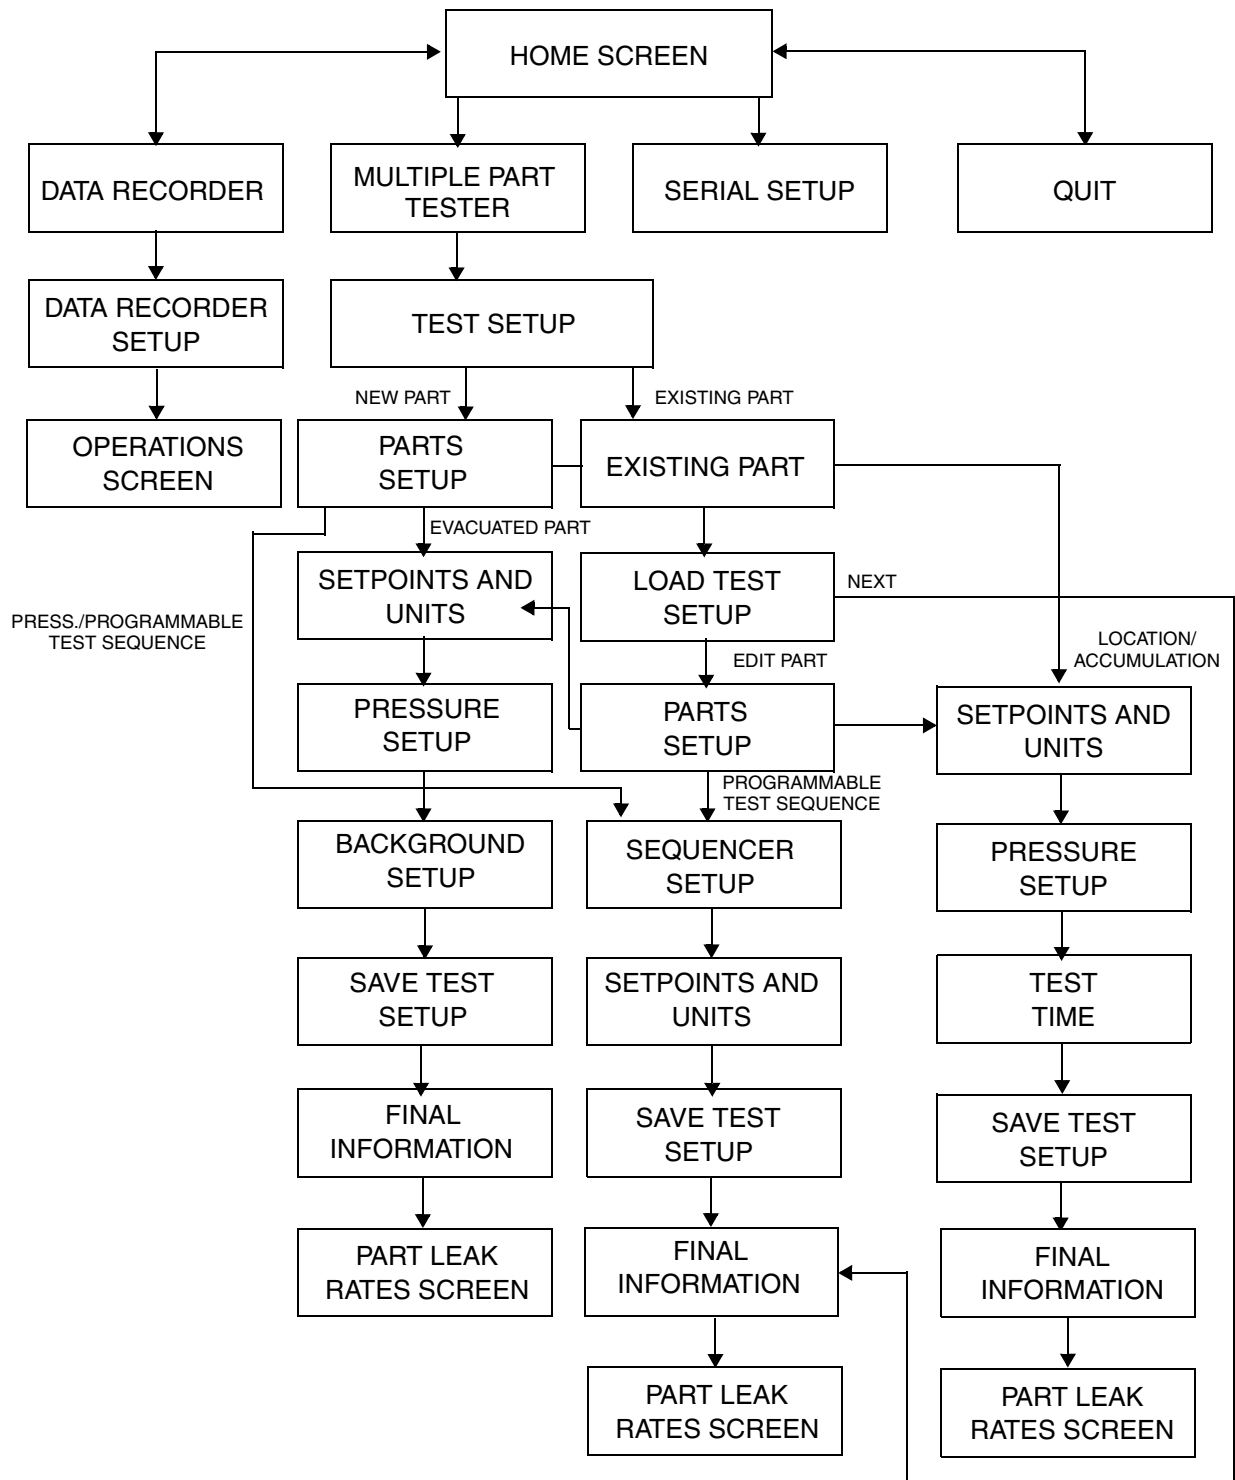 HOME SCREEN
DATA RECORDER
MULTIPLE PART
TESTER
SERIAL SETUP
QUIT
DATA RECORDER
SETUP
TEST SETUP
NEW PART
EXISTING PART
OPERATIONS
SCREEN
PARTS
SETUP
EXISTING PART
EVACUATED PART
SETPOINTS AND
UNITS
LOAD TEST
SETUP
NEXT
PRESS./PROGRAMMABLE
TEST SEQUENCE
LOCATION/
ACCUMULATION
EDIT PART
PRESSURE
SETUP
PARTS
SETUP
SETPOINTS AND
UNITS
PROGRAMMABLE
TEST SEQUENCE
BACKGROUND
SETUP
SEQUENCER
SETUP
PRESSURE
SETUP
SAVE TEST
SETUP
SETPOINTS AND
UNITS
TEST
TIME
FINAL
INFORMATION
SAVE TEST
SETUP
SAVE TEST
SETUP
PART LEAK
RATES SCREEN
FINAL
INFORMATION
FINAL
INFORMATION
PART LEAK
RATES SCREEN
PART LEAK
RATES SCREEN